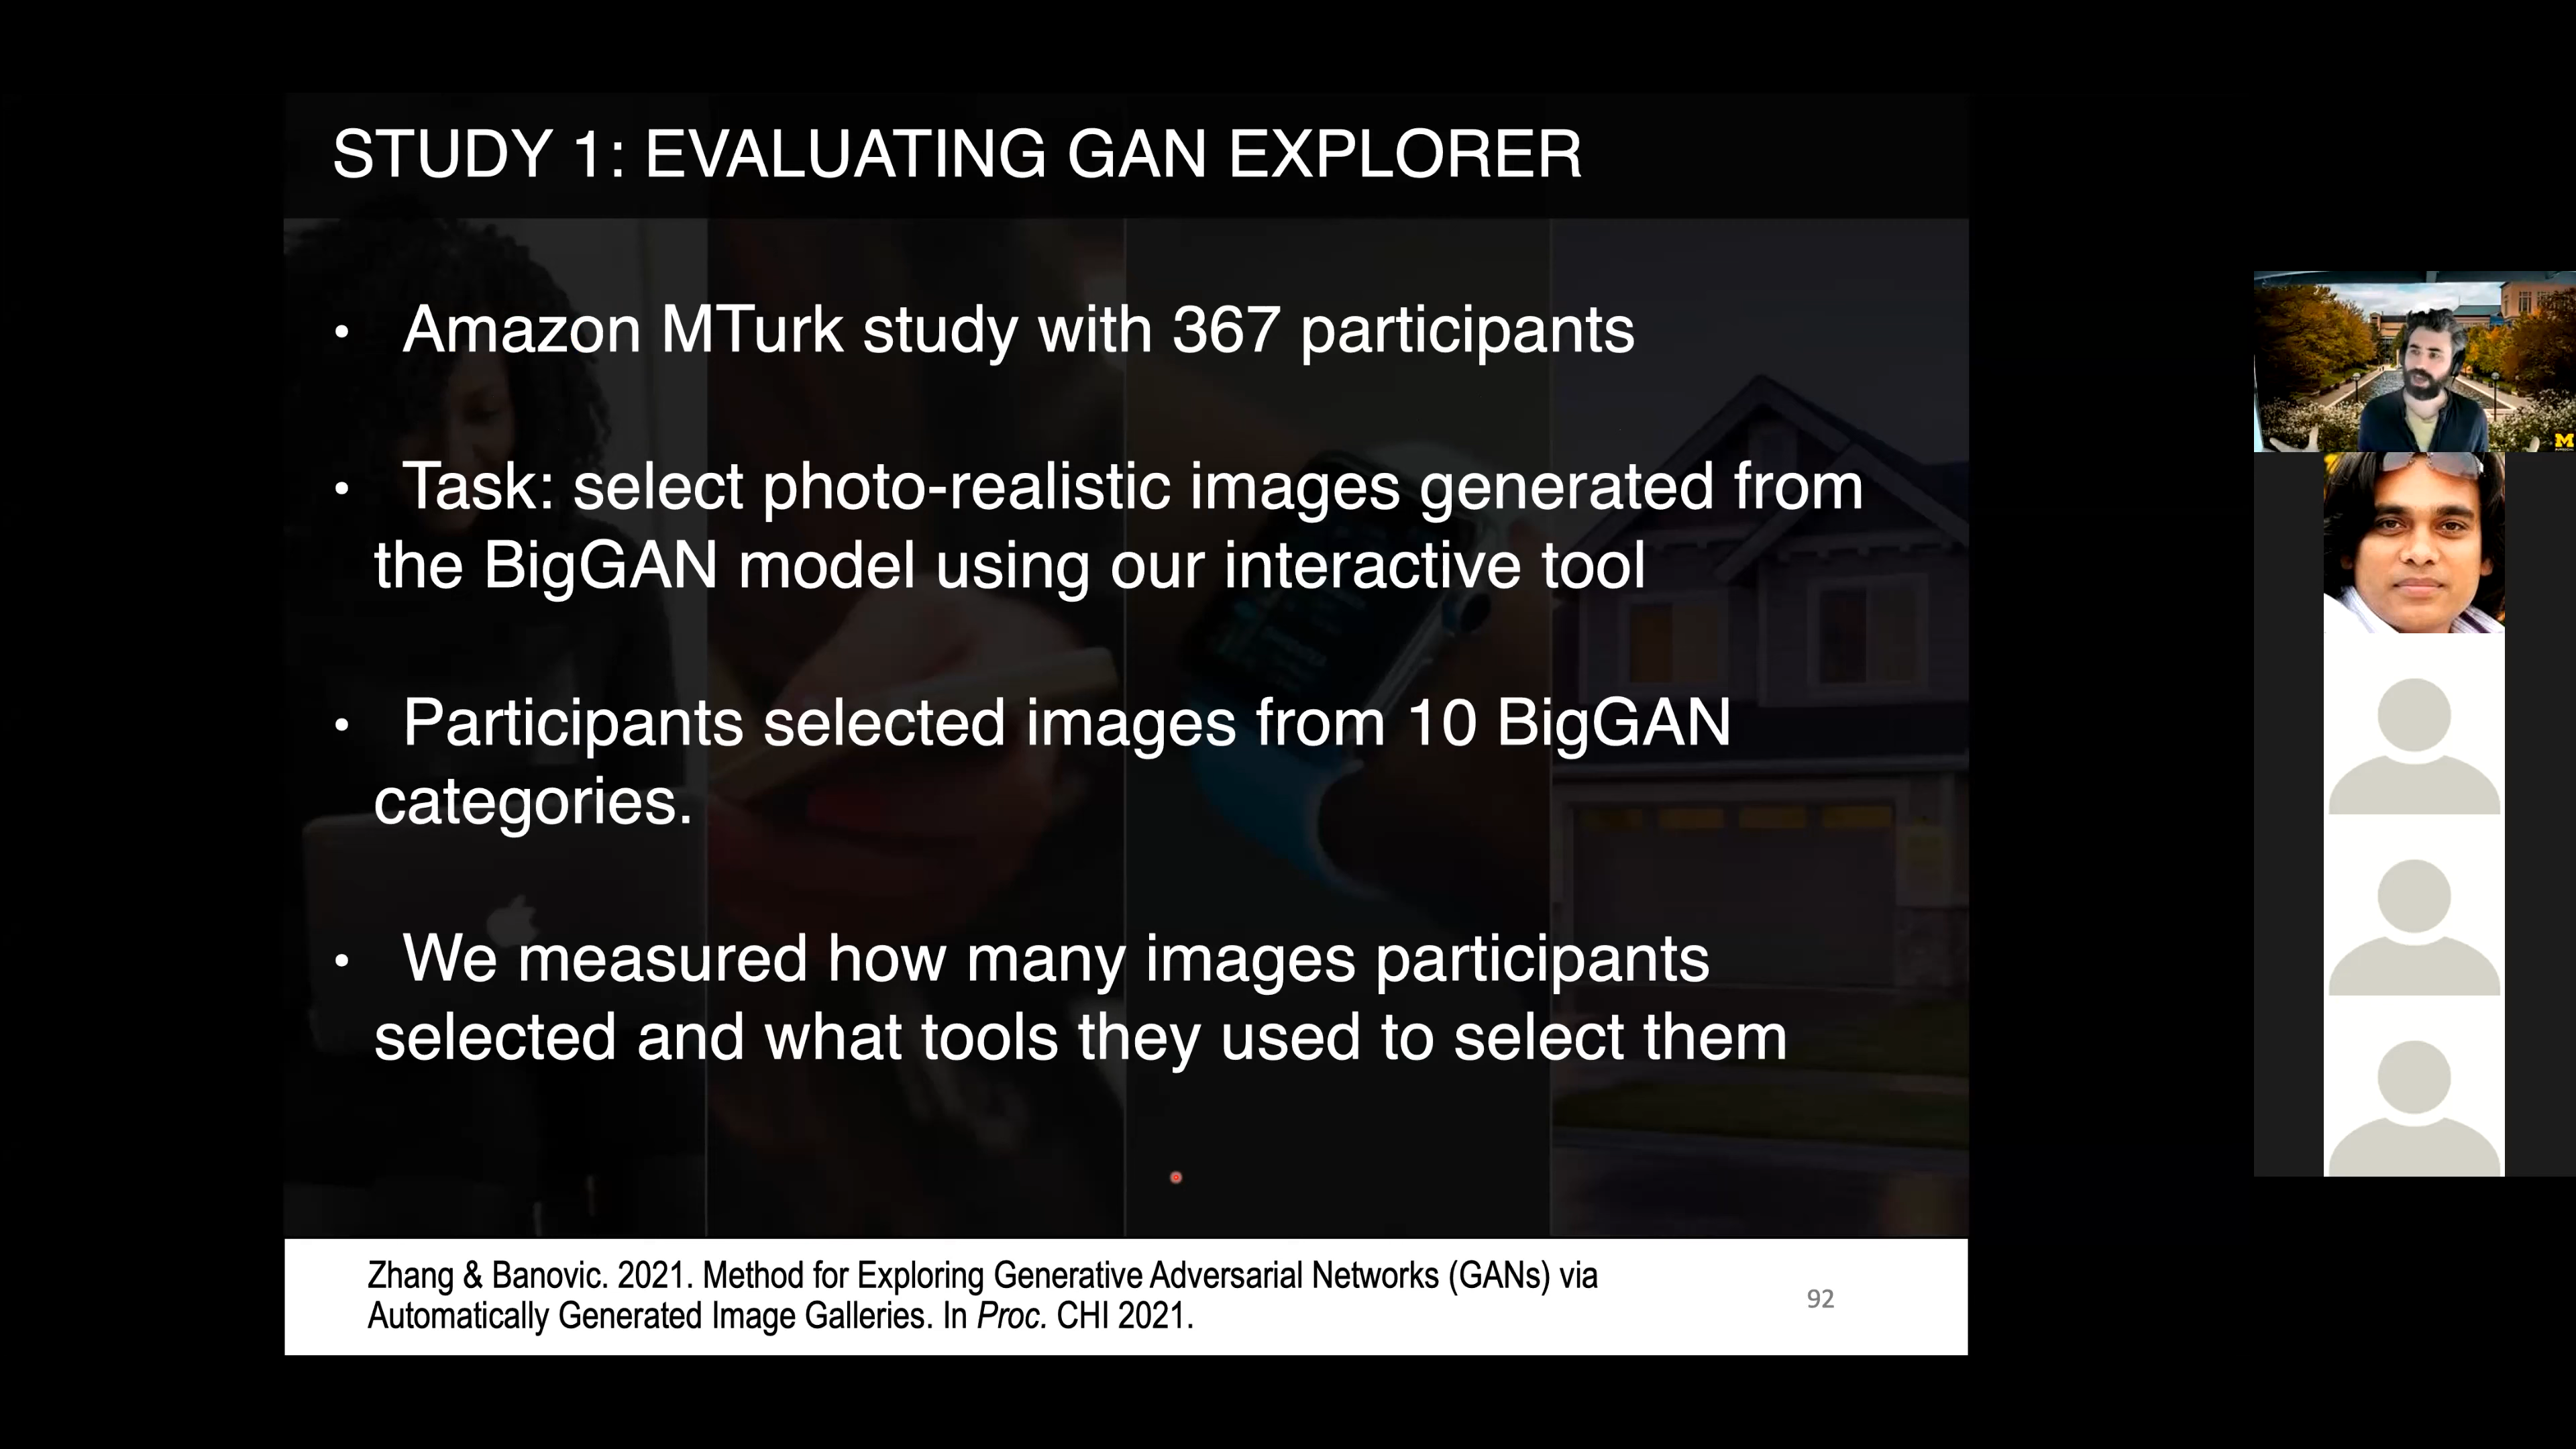 STUDY 1: EVALUATING GAN EXPLORER
• Amazon MTurk study with 367 participants
• Task: select photo-realistic images generated from
the BigGAN model using our interactive tool
• Participants selected images from 10 BigGAN
categories.
• We measured how many images participants
selected and what tools they used to select them
Zhang & Banovic. 2021. Method for Exploring Generative Adversarial Networks (GANs) via
Automatically Generated Image Galleries. In Proc. CHI 2021.
92
M